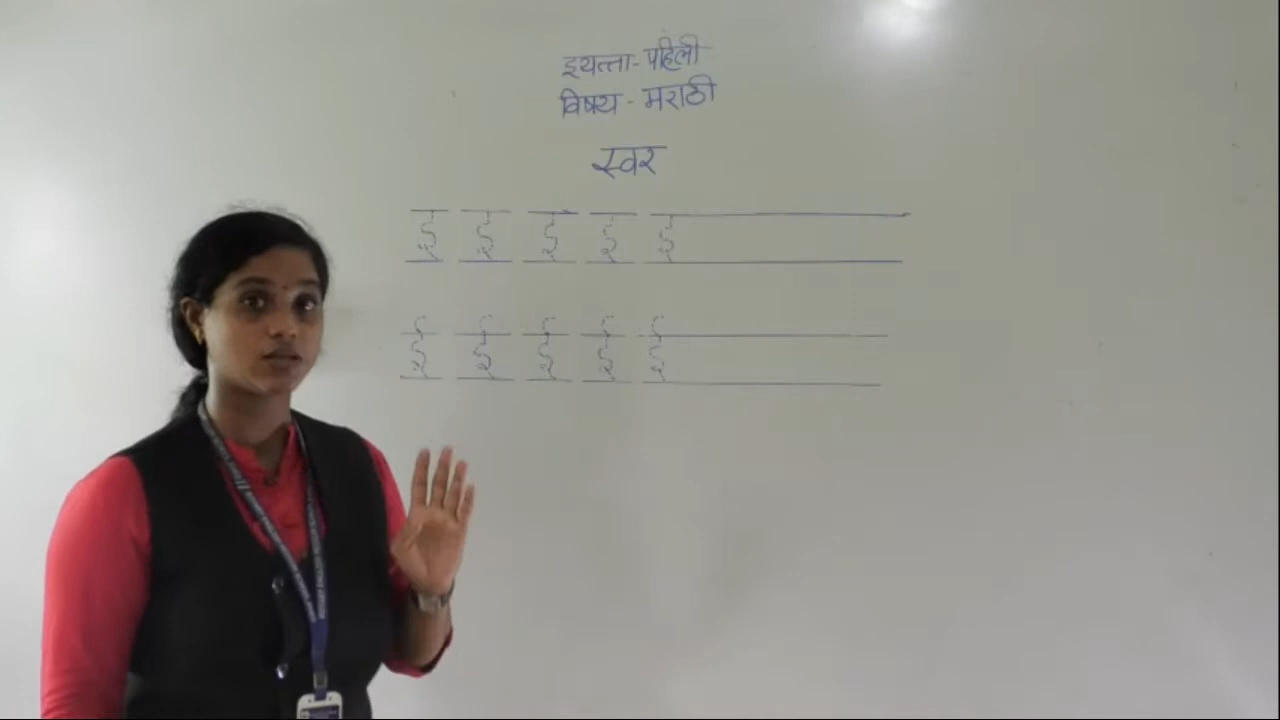 इयत्ता - पहिली
विषय - मराठी
स्वर
इ इ इ इ इ
ई ई ई ई ई